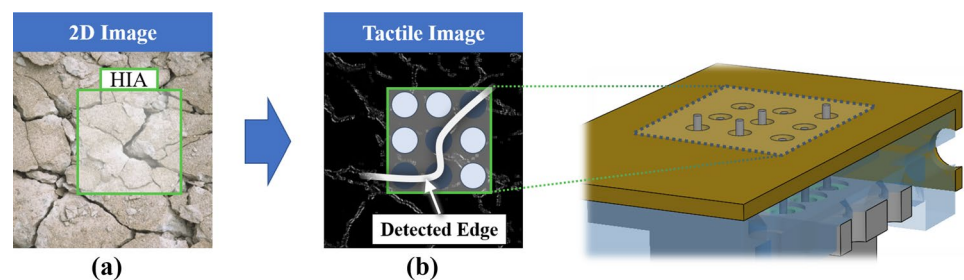 2D Image
HIA
(a)
Tactile Image
Detected Edge
(b)